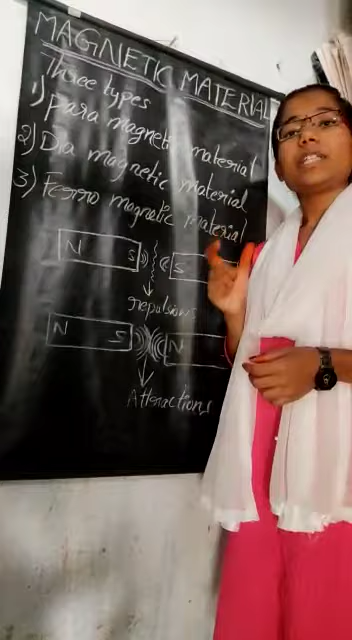 MAGNETIC MATERIAL
Three types
1) Para magnetic material
2) Dia magnetic material
3) Ferro magnetic material
N S S
repulsions
N S N
Attractions